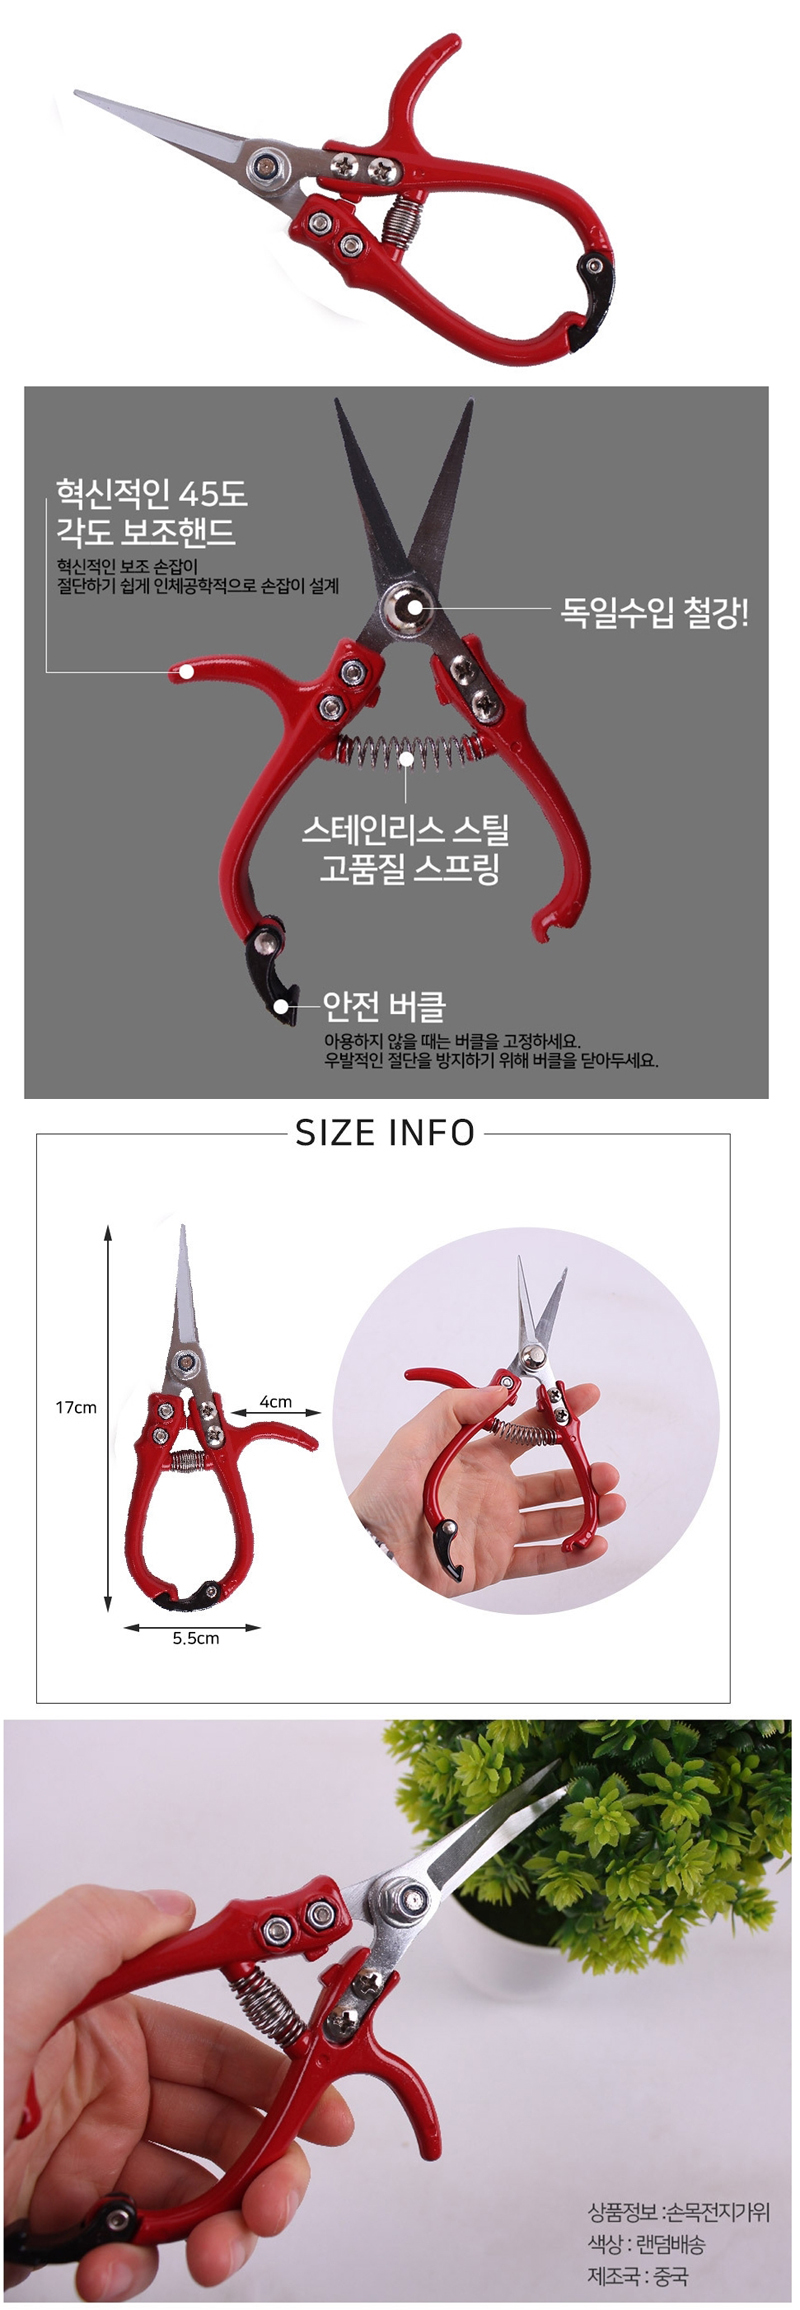 혁신적인 45도
각도 보조핸드
혁신적인 보조 손잡이
절단하기 쉽게 인체공학적으로 손잡이 설계
독일수입 철강!
스테인리스 스틸
고품질 스프링
안전 버클
아용하지 않을 때는 버클을 고정하세요.
우발적인 절단을 방지하기 위해 버클을 닫아두세요.
SIZE INFO
17cm
4cm
5.5cm
상품정보 :손목전지가위
색상 : 랜덤배송
제조국 : 중국